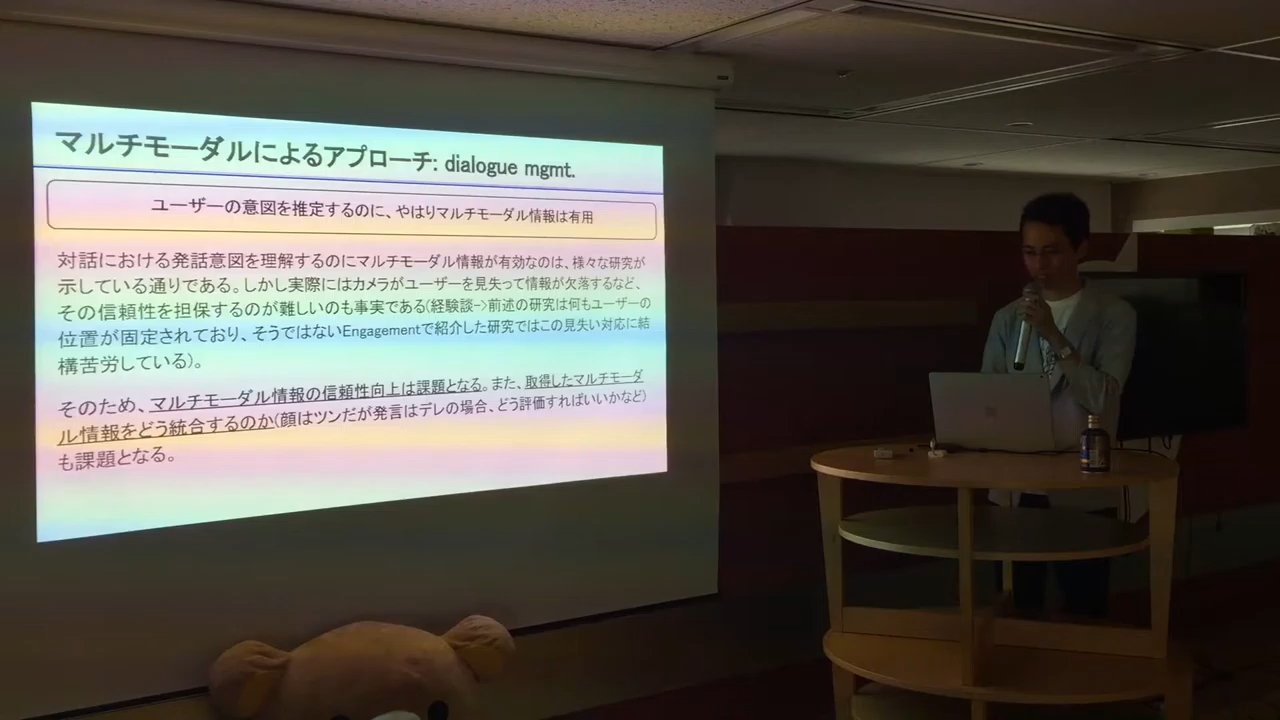 マルチモーダルによるアプローチ: dialogue mgmt.
ユーザーの意図を推定するのに、やはりマルチモーダル情報は有用
対話における発話意図を理解するのにマルチモーダル情報が有効なのは、様々な研究が
示している通りである。しかし実際にはカメラがユーザーを見失って情報が欠落するなど、
その信頼性を担保するのが難しいのも事実である(経験談->前述の研究は何もユーザーの
位置が固定されており、そうではないEngagementで紹介した研究ではこの見失い対応に結
構苦労している)。
そのため、マルチモーダル情報の信頼性向上は課題となる。また、取得したマルチモーダ
ル情報をどう統合するのか(顔はツンだが発言はデレの場合、どう評価すればいいかなど)
も課題となる。